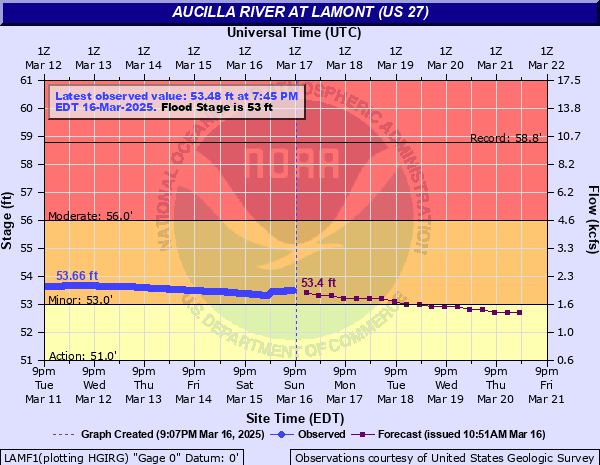 AUCILLA RIVER AT LAMONT (US 27)
Universal Time (UTC)
1Z 1Z 1Z 1Z 1Z 1Z 1Z 1Z 1Z 1Z 1Z
Mar 12 Mar 13 Mar 14 Mar 15 Mar 16 Mar 17 Mar 18 Mar 19 Mar 20 Mar 21 Mar 22
61 17.5
Latest observed value: 53.48 ft at 7:45 PM
EDT 16-Mar-2025. Flood Stage is 53 ft
60 13.8
59 10.7
Record: 58.8'
58 8.2
57 6.2
Moderate: 56.0'
56 4.6
55 3.3
54 2.3
53.66 ft 53.4 ft
Minor: 53.0'
53 1.6
52 1.0
Action: 51.0'
51 0.6
Stage (ft)
Flow (kcfs)
NATIONAL OCEANIC AND ATMOSPHERIC ADMINISTRATION
NOAA
U.S. DEPARTMENT OF COMMERCE
9pm 9pm 9pm 9pm 9pm 9pm 9pm 9pm 9pm 9pm 9pm
Tue Wed Thu Fri Sat Sun Mon Tue Wed Thu Fri
Mar 11 Mar 12 Mar 13 Mar 14 Mar 15 Mar 16 Mar 17 Mar 18 Mar 19 Mar 20 Mar 21
Site Time (EDT)
Graph Created (9:07PM Mar 16, 2025) Observed Forecast (issued 10:51AM Mar 16)
LAMF1(plotting HGIRG) "Gage 0" Datum: 0' Observations courtesy of United States Geologic Survey